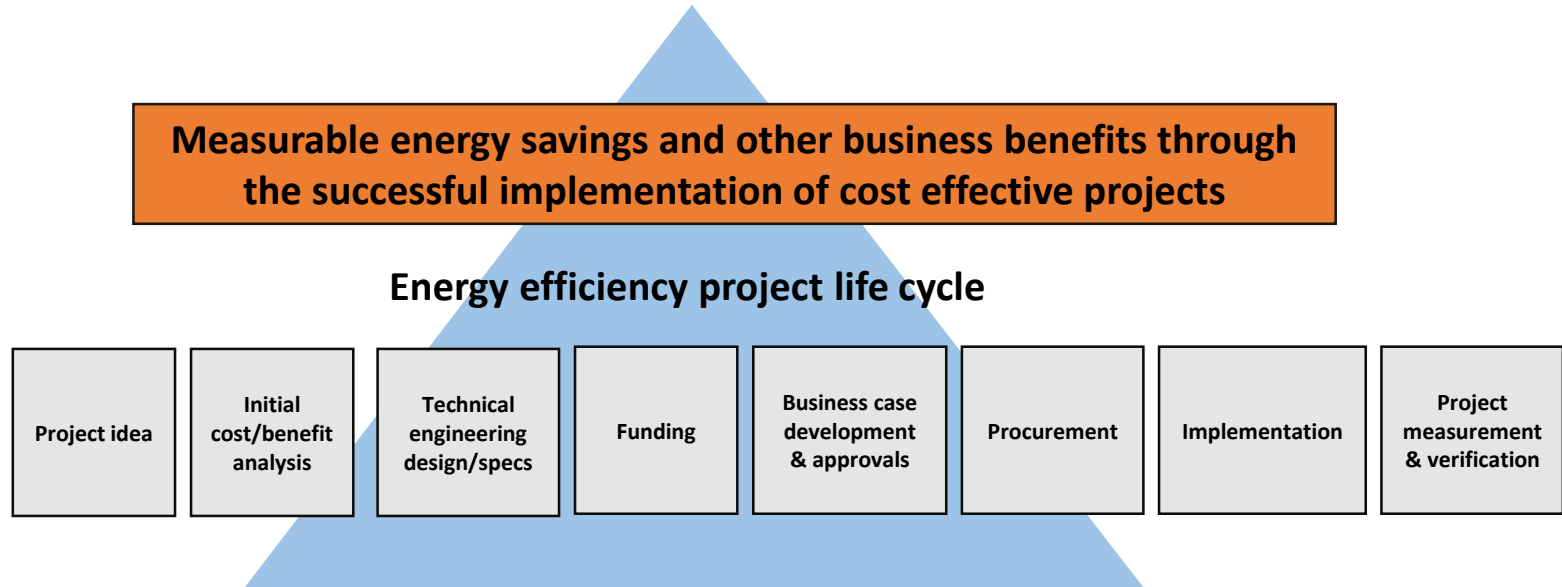 Measurable energy savings and other business benefits through
the successful implementation of cost effective projects
Energy efficiency project life cycle
Project idea
Initial
cost/benefit
analysis
Technical
engineering
design/specs
Funding
Business case
development
& approvals
Procurement
Implementation
Project
measurement
& verification